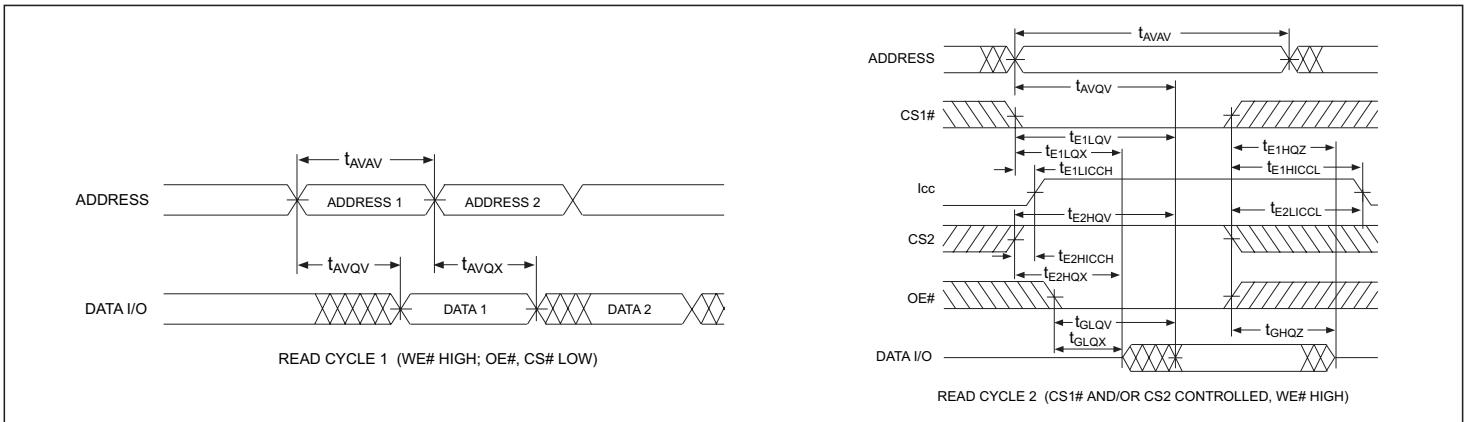 tAVAV
ADDRESS
ADDRESS 1
ADDRESS 2
tAVQV
tAVQX
DATA I/O
DATA 1
DATA 2
READ CYCLE 1 (WE# HIGH; OE#, CS# LOW)
tAVAV
ADDRESS
tAVQV
CS1#
tE1LQV
tE1LQX
tE1HQZ
tE1LICCH
tE1HICCL
Icc
tE2HQV
tE2LICCL
CS2
tE2HICCH
tE2HQX
OE#
tGLQV
tGHQZ
tGLQX
DATA I/O
READ CYCLE 2 (CS1# AND/OR CS2 CONTROLLED, WE# HIGH)